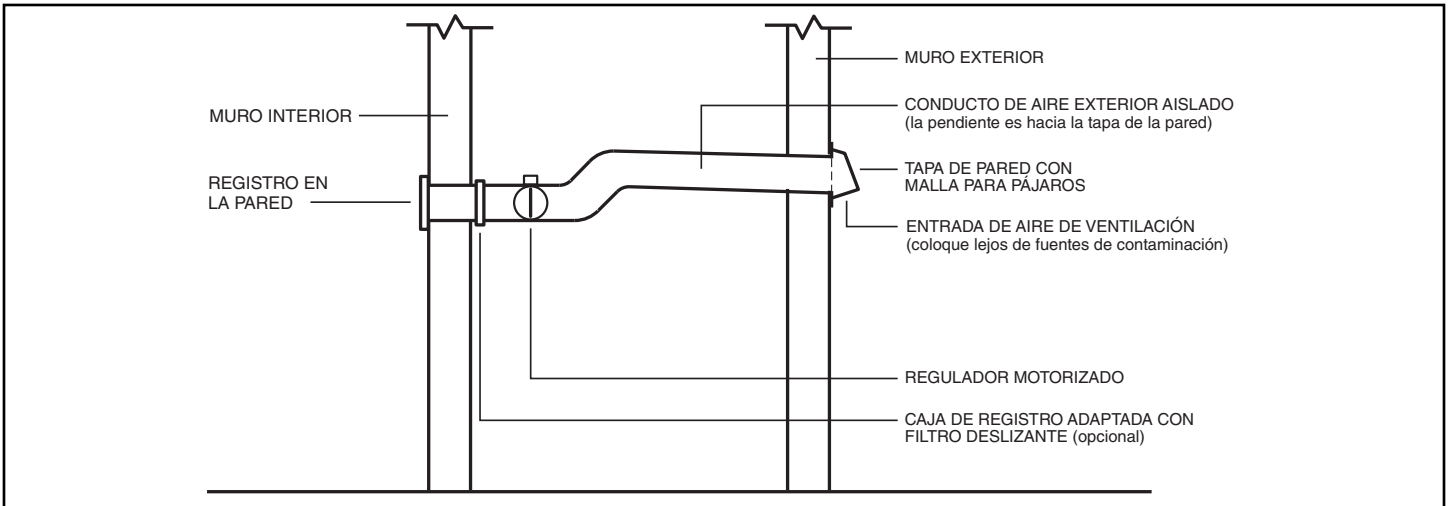 MURO INTERIOR
REGISTRO EN
LA PARED
MURO EXTERIOR
CONDUCTO DE AIRE EXTERIOR AISLADO
(la pendiente es hacia la tapa de la pared)
TAPA DE PARED CON
MALLA PARA PÁJAROS
ENTRADA DE AIRE DE VENTILACIÓN
(coloque lejos de fuentes de contaminación)
REGULADOR MOTORIZADO
CAJA DE REGISTRO ADAPTADA CON
FILTRO DESLIZANTE (opcional)